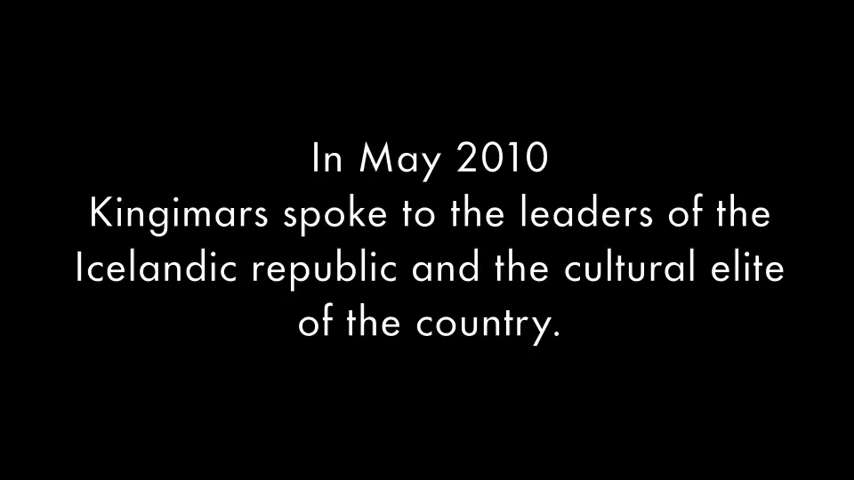 In May 2010
Kingimars spoke to the leaders of the
Icelandic republic and the cultural elite
of the country.